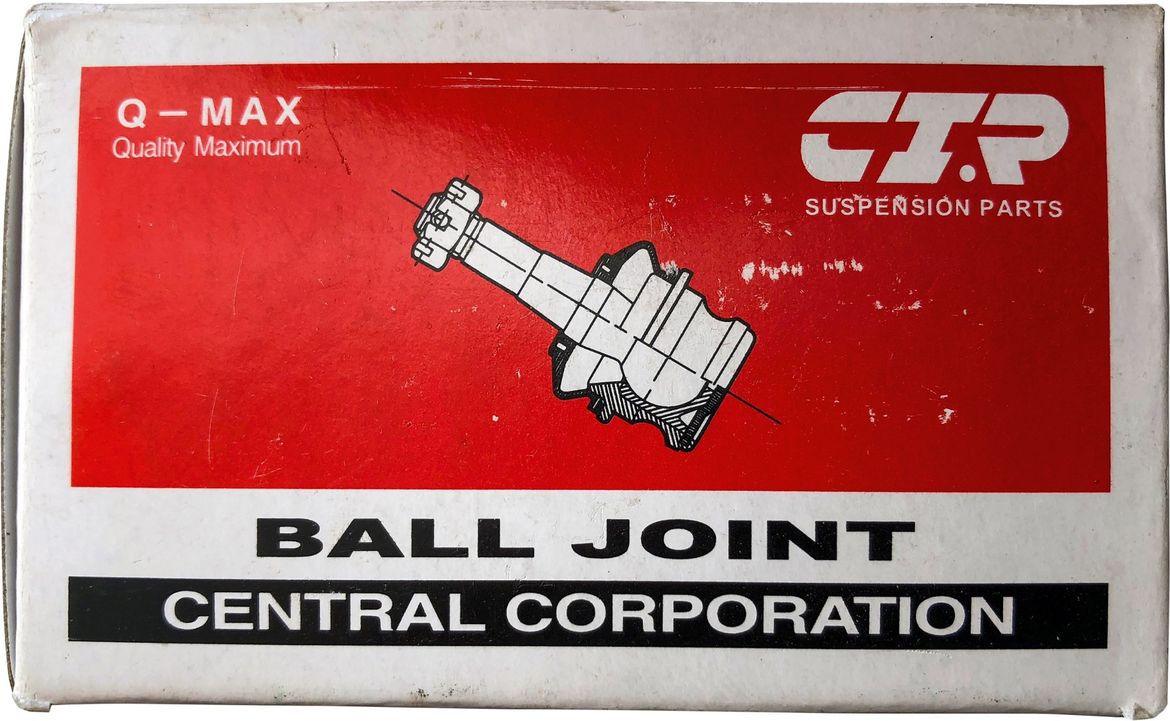 Q – MAX
Quality Maximum
CTR
SUSPENSION PARTS
BALL JOINT
CENTRAL CORPORATION